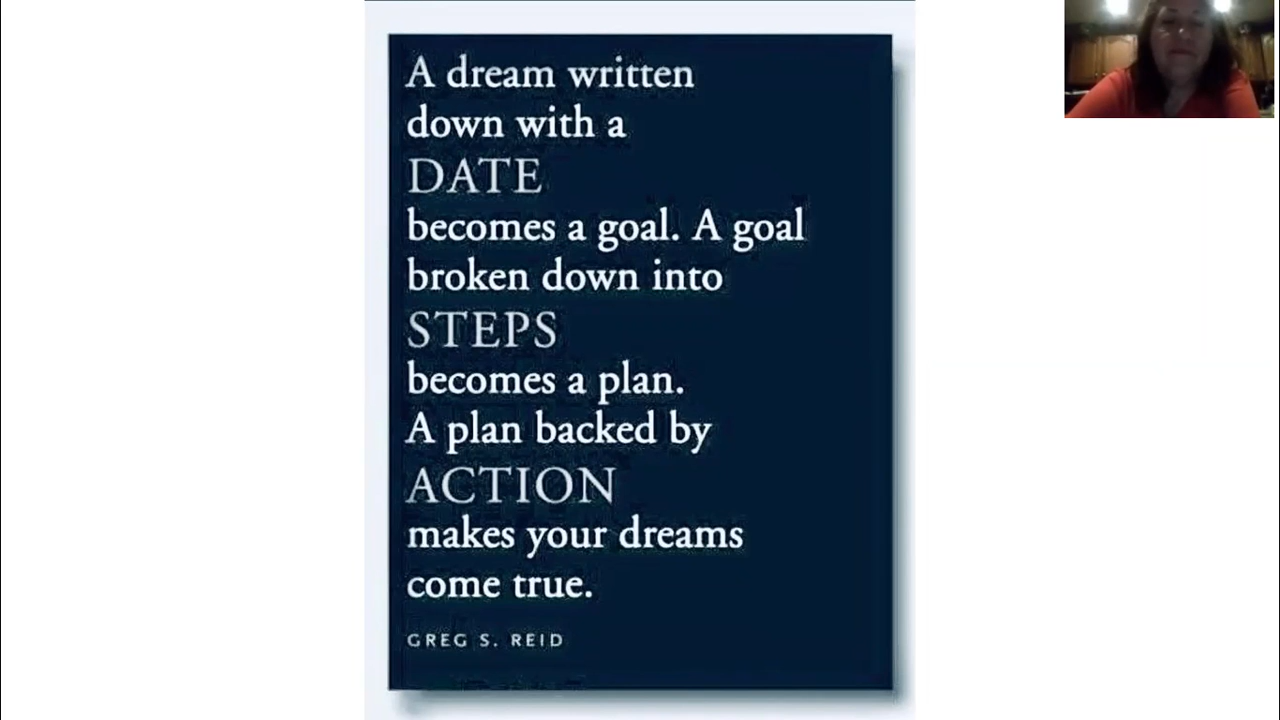 A dream written
down with a
DATE
becomes a goal. A goal
broken down into
STEPS
becomes a plan.
A plan backed by
ACTION
makes your dreams
come true.
GREG S. REID